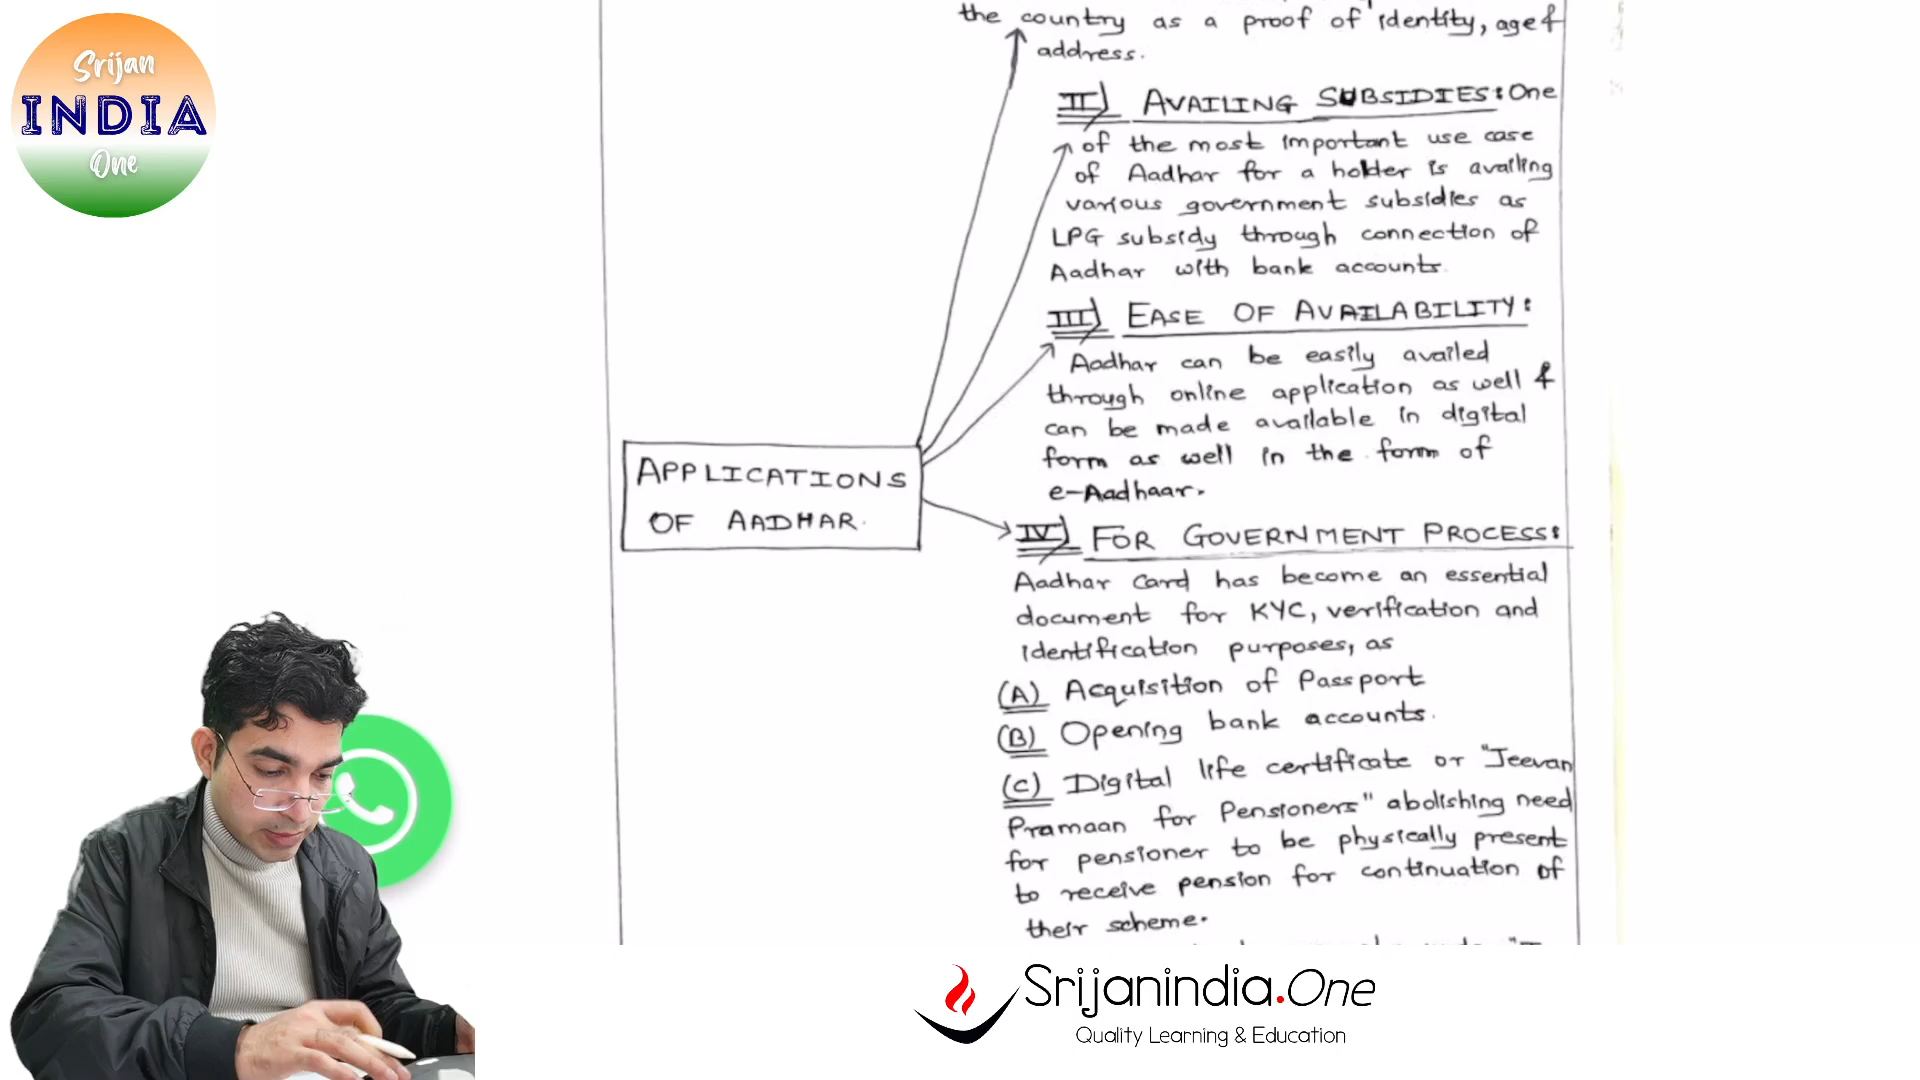 Srijan
INDIA
One
the country as a proof of identity, age &
address.
II) AVAILING SUBSIDIES: One
of the most important use case
of Aadhar for a holder is availing
various government subsidies as
LPG subsidy through connection of
Aadhar with bank accounts.
III) EASE OF AVAILABILITY:
Aadhar can be easily availed
through online application as well &
can be made available in digital
form as well in the form of
e-Aadhaar.
APPLICATIONS
OF AADHAR.
IV) FOR GOVERNMENT PROCESS:
Aadhar Card has become an essential
document for KYC, verification and
identification purposes, as
(A) Acquisition of Passport
(B) Opening bank accounts.
(C) Digital life certificate or "Jeevan
Pramaan for Pensioners" abolishing need
for pensioner to be physically present
to receive pension for continuation of
their scheme.
Srijanindia.One
Quality Learning & Education